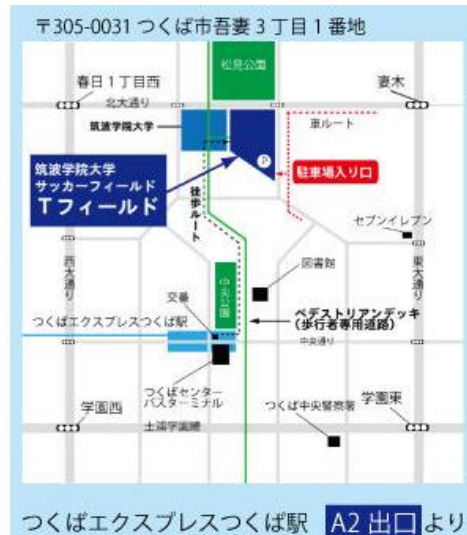 〒305-0031 つくば市吾妻3丁目1番地
松見公園
春日1丁目西
妻木
北大通り
筑波学院大学
車ルート
P
駐車場入り口
筑波学院大学
サッカーフィールド
Tフィールド
徒歩ルート
セブンイレブン
西大通り
東大通り
図書館
中央公園
交番
ペデストリアンデッキ
(歩行者専用道路)
つくばエクスプレスつくば駅
中央通り
つくばセンター
バスターミナル
つくば中央警察署
学園西
学園東
土浦学園線
つくばエクスプレスつくば駅 A2 出口 より